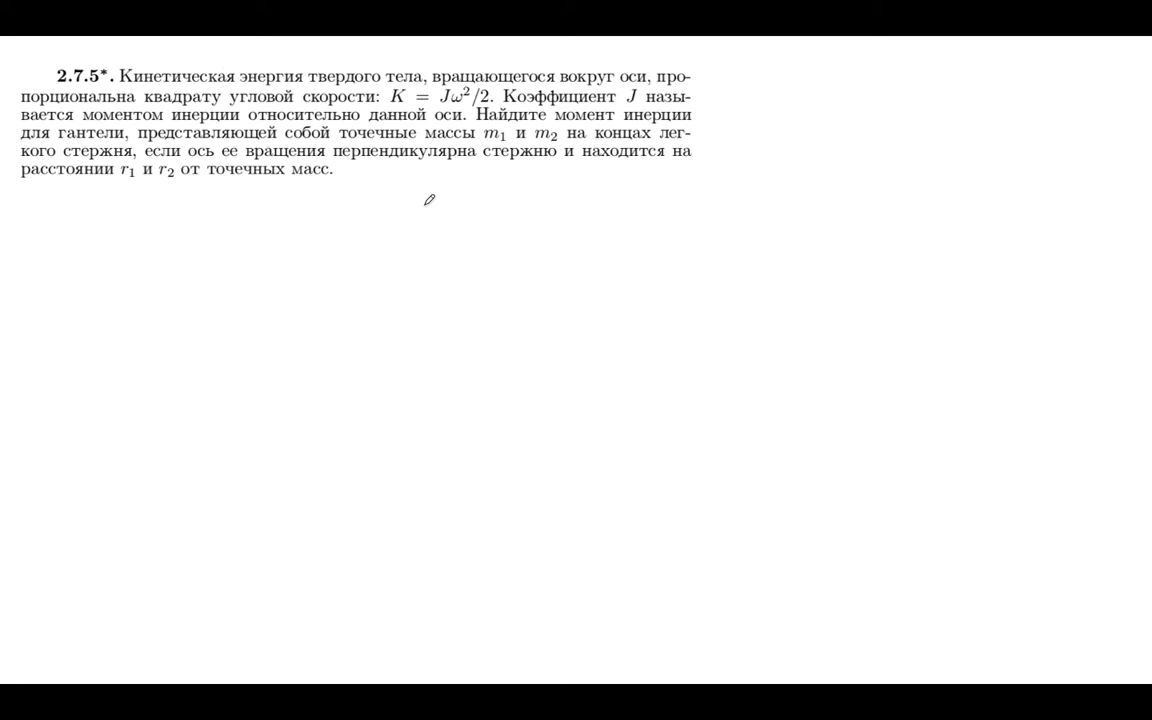 2.7.5*. Кинетическая энергия твердого тела, вращающегося вокруг оси, про-
порциональна квадрату угловой скорости: K = Jω²/2. Коэффициент J назы-
вается моментом инерции относительно данной оси. Найдите момент инерции
для гантели, представляющей собой точечные массы m₁ и m₂ на концах лег-
кого стержня, если ось ее вращения перпендикулярна стержню и находится на
расстоянии r₁ и r₂ от точечных масс.